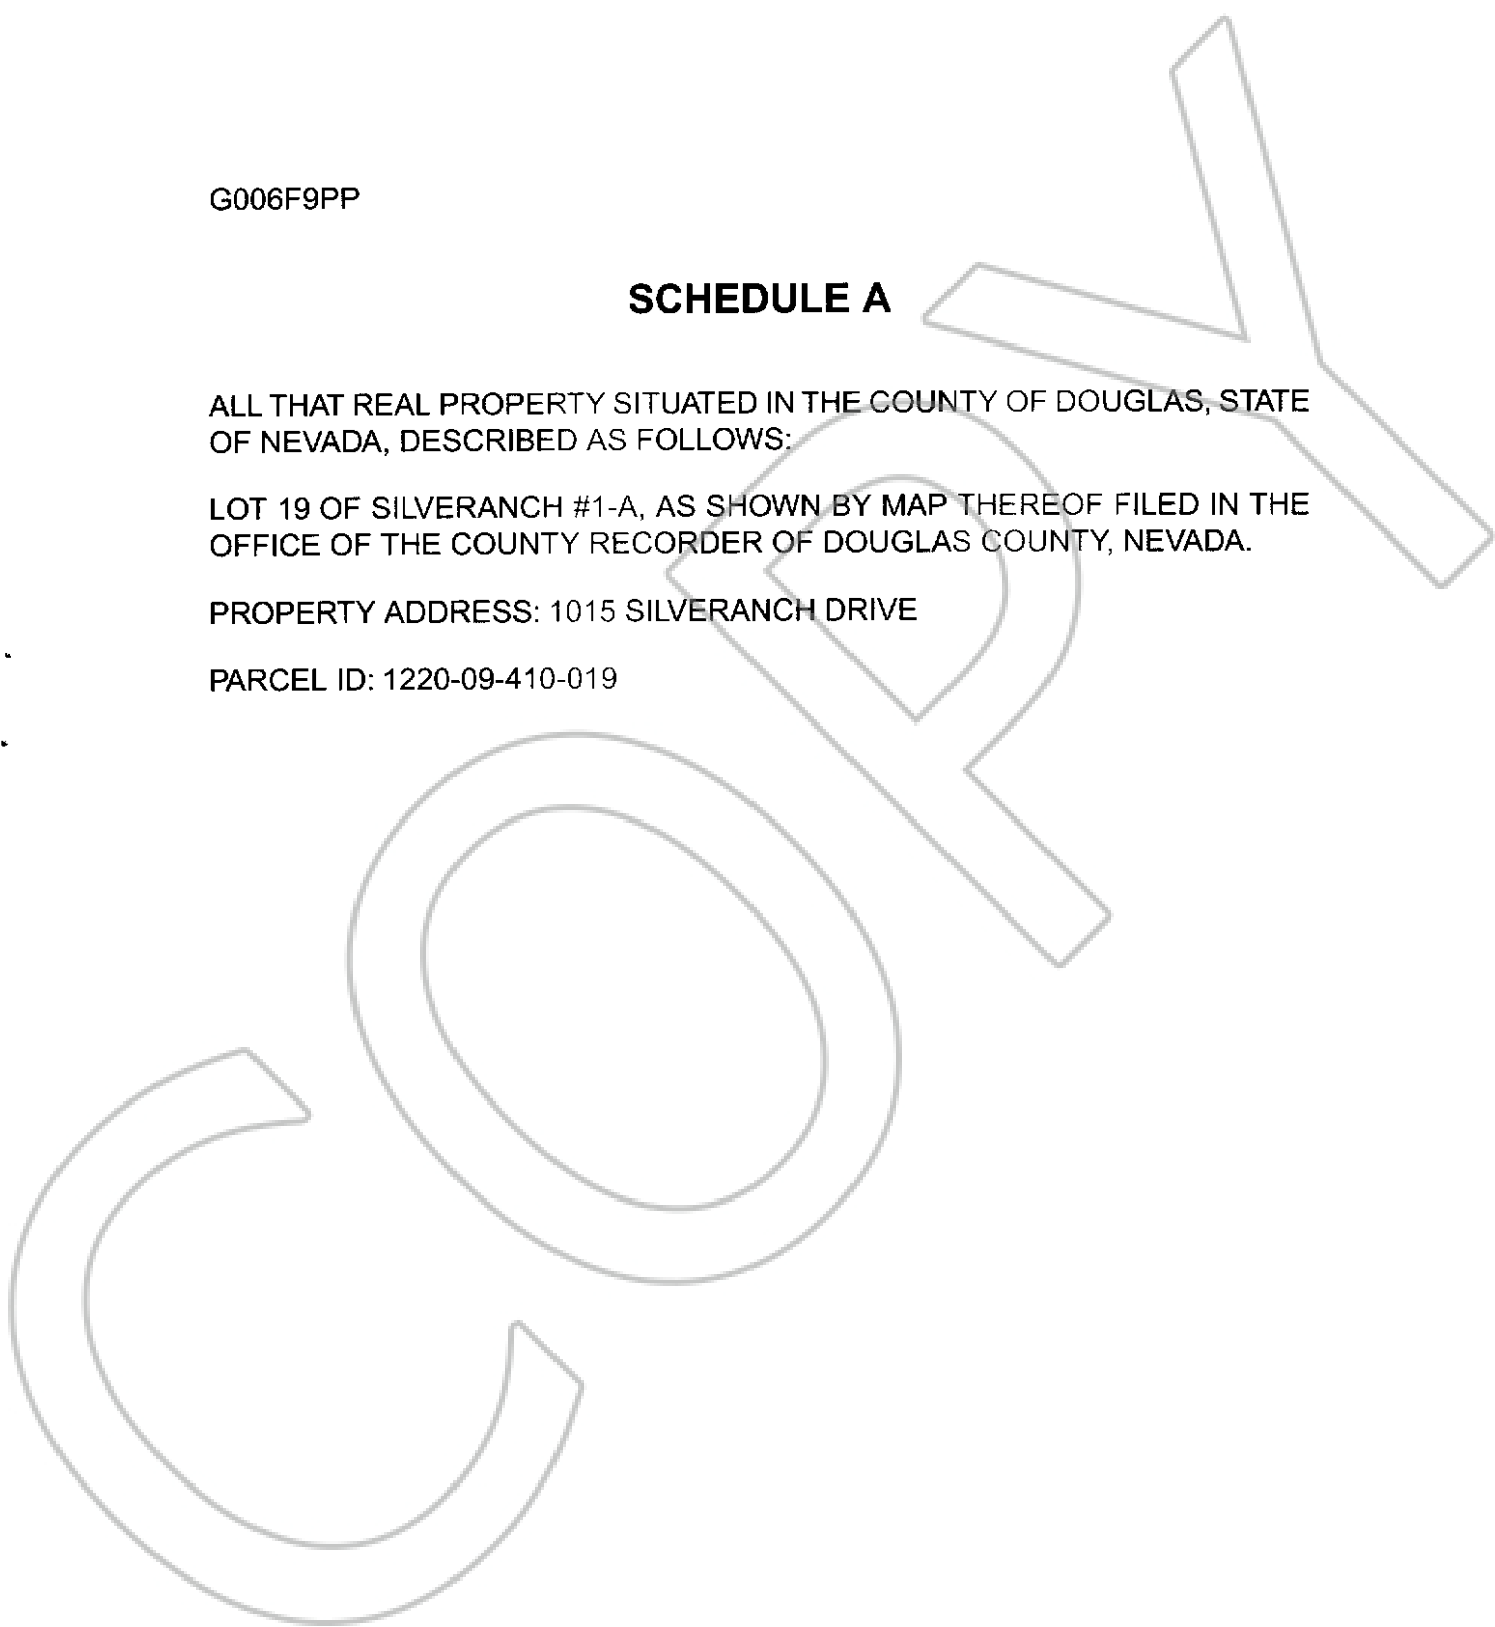 G006F9PP
SCHEDULE A
ALL THAT REAL PROPERTY SITUATED IN THE COUNTY OF DOUGLAS, STATE
OF NEVADA, DESCRIBED AS FOLLOWS:
LOT 19 OF SILVERANCH #1-A, AS SHOWN BY MAP THEREOF FILED IN THE
OFFICE OF THE COUNTY RECORDER OF DOUGLAS COUNTY, NEVADA.
PROPERTY ADDRESS: 1015 SILVERANCH DRIVE
PARCEL ID: 1220-09-410-019
COPY